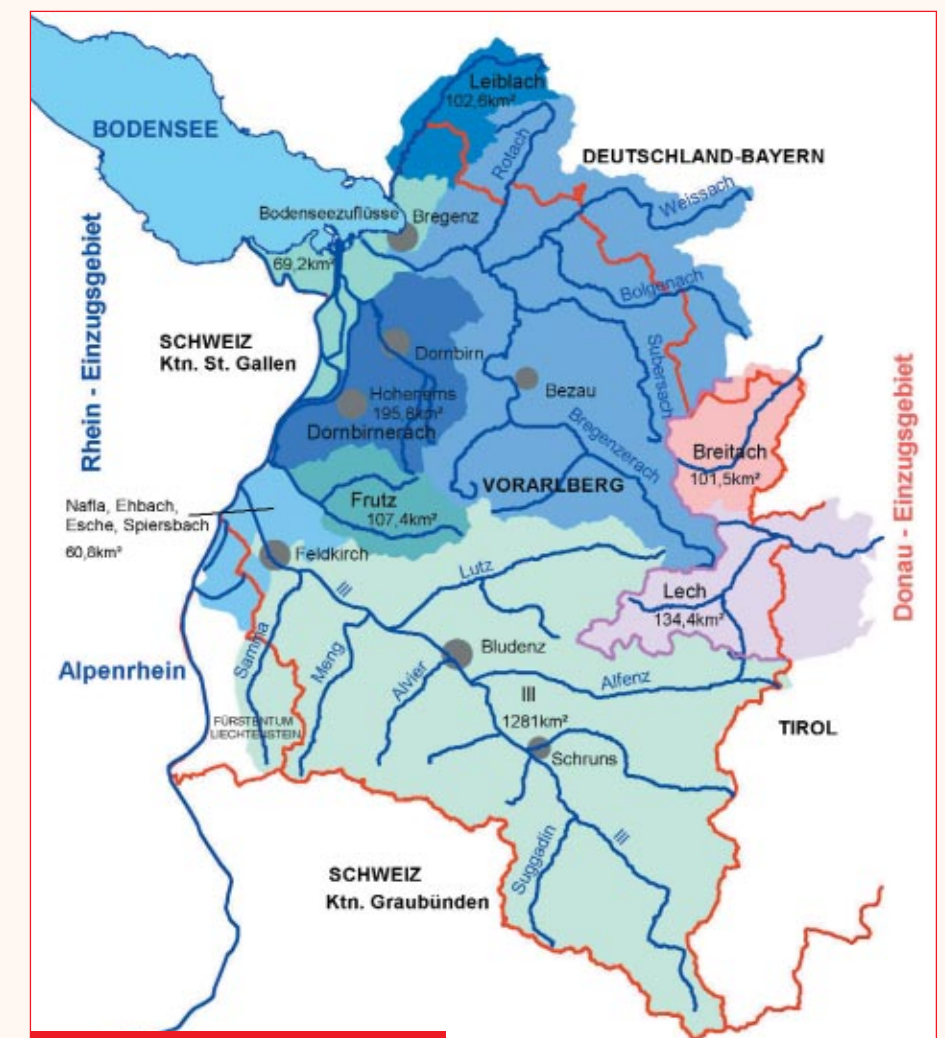 Leiblach
102,6km²
BODENSEE
Rotach
DEUTSCHLAND-BAYERN
Weissach
Bodenseezuflüsse
Bregenz
69,2km²
Bolgenach
Rhein - Einzugsgebiet
SCHWEIZ
Ktn. St. Gallen
Dornbirn
Subersach
Bezau
Hohenems
195,8km²
Dornbirnerach
Bregenzerach
Breitach
101,5km²
Donau - Einzugsgebiet
VORARLBERG
Frutz
107,4km²
Nafla, Ehbach,
Esche, Spiersbach
60,8km²
Feldkirch
Ill
Lutz
Lech
134,4km²
Samina
Meng
Alvier
Bludenz
Alpenrhein
Alfenz
Ill
1281km²
FÜRSTENTUM
LIECHTENSTEIN
TIROL
Schruns
Ill
Suggadin
SCHWEIZ
Ktn. Graubünden